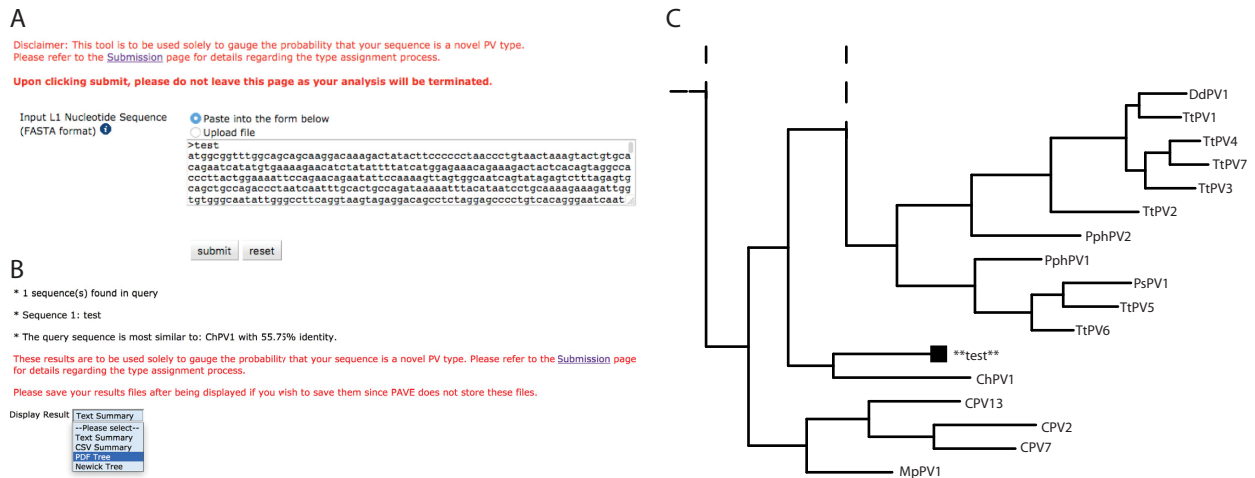 A
Disclaimer: This tool is to be used solely to gauge the probability that your sequence is a novel PV type.
Please refer to the Submission page for details regarding the type assignment process.
Upon clicking submit, please do not leave this page as your analysis will be terminated.
Input L1 Nucleotide Sequence
(FASTA format) i
Paste into the form below
Upload file
>test
atggcggtttggcagcagcaaggacaaagactatacttccccccctaaccctgtaactaaagtactgtgca
cagaatcatatgtgaaaagaacatctatattttatcatggagaaacagaaagactactcacagtaggcca
cccttactggaaaattccagaacagaatattccaaaagttagtggcaatcagtatagagtctttagagtg
cagctgccagaccctaatcaatttgcactgccagataaaaatttacataatcctgcaaaagaaagattgg
tgtgggcaatattgggccttcaggtaagtagaggacagcctctaggagcccctgtcacagggaatcaat
submit reset
B
* 1 sequence(s) found in query
* Sequence 1: test
* The query sequence is most similar to: ChPV1 with 55.75% identity.
These results are to be used solely to gauge the probability that your sequence is a novel PV type. Please refer to the Submission page
for details regarding the type assignment process.
Please save your results files after being displayed if you wish to save them since PAVE does not store these files.
Display Result Text Summary
--Please select--
Text Summary
CSV Summary
PDF Tree
Newick Tree
C
DdPV1
TtPV1
TtPV4
TtPV7
TtPV3
TtPV2
PphPV2
PphPV1
PsPV1
TtPV5
TtPV6
**test**
ChPV1
CPV13
CPV2
CPV7
MpPV1